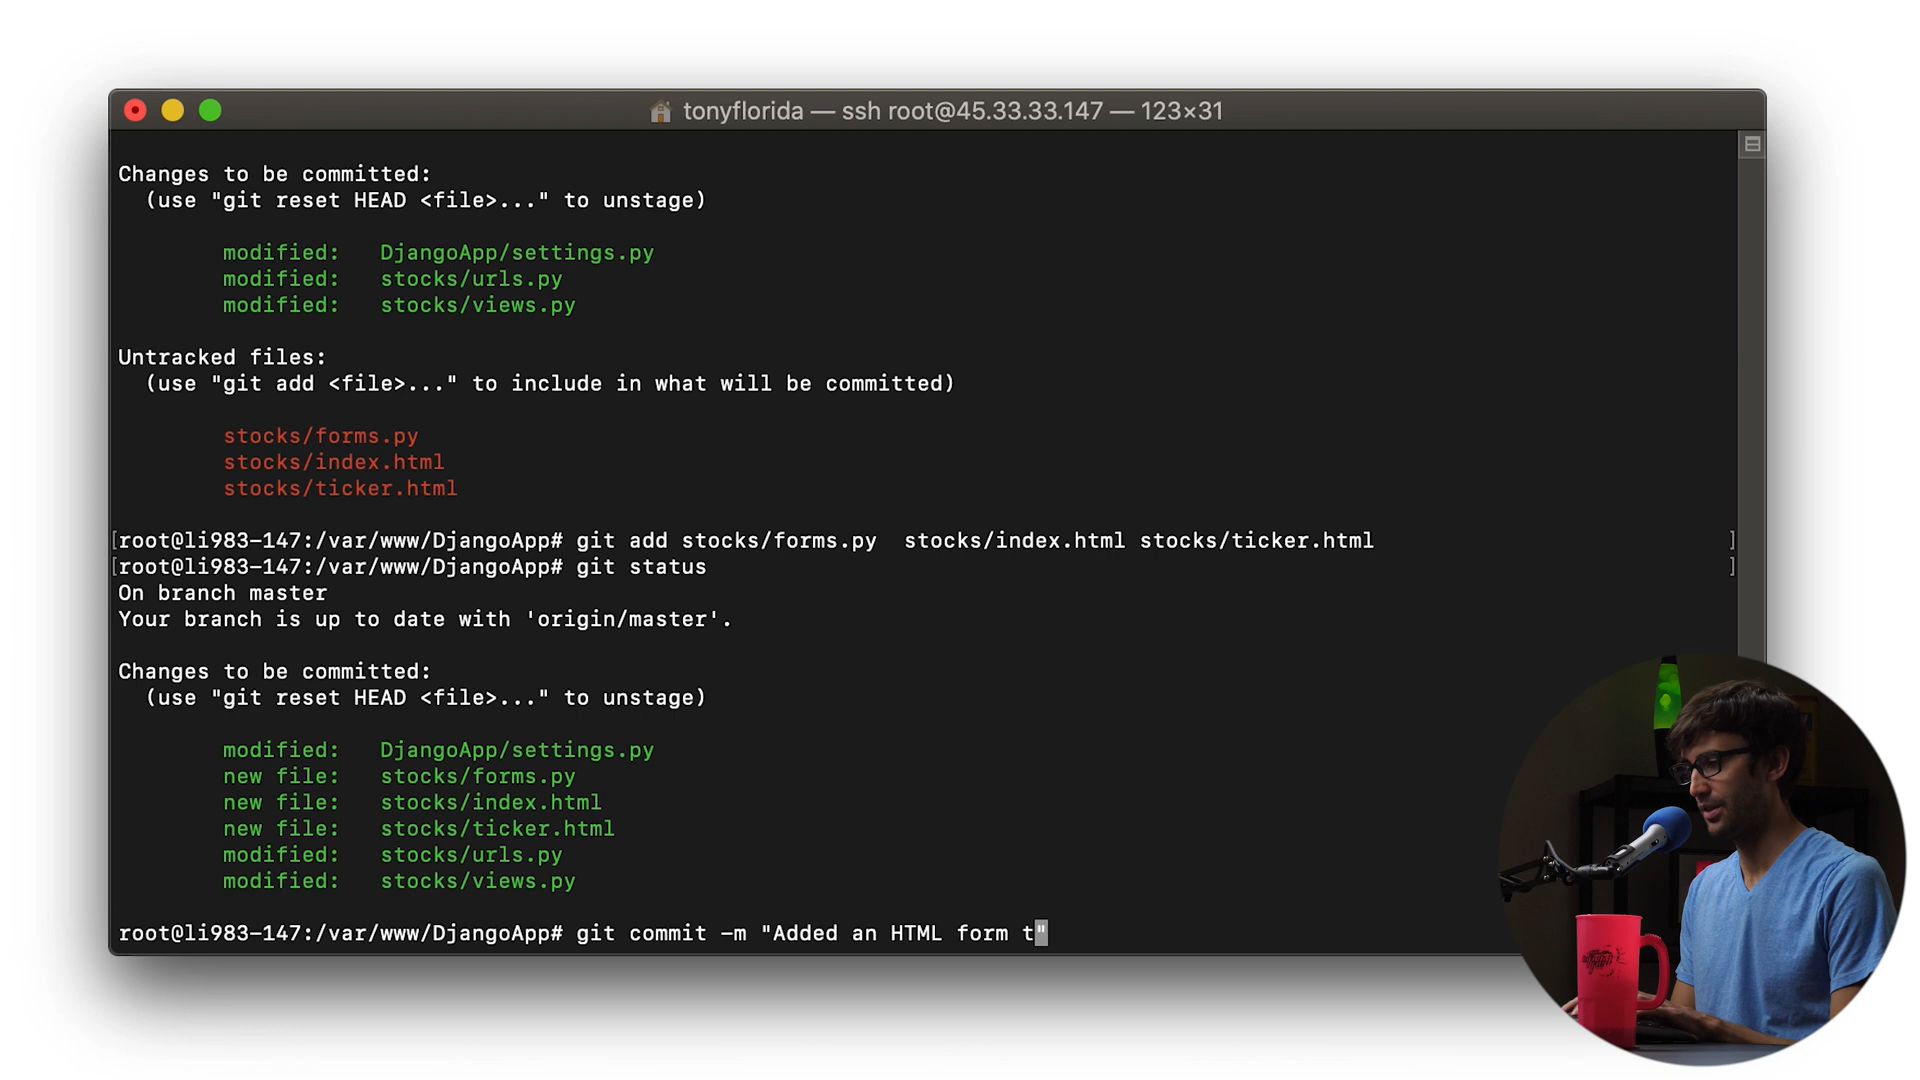 tonyflorida — ssh root@45.33.33.147 — 123×31
Changes to be committed:
(use "git reset HEAD <file>..." to unstage)
modified: DjangoApp/settings.py
modified: stocks/urls.py
modified: stocks/views.py
Untracked files:
(use "git add <file>..." to include in what will be committed)
stocks/forms.py
stocks/index.html
stocks/ticker.html
[root@li983-147:/var/www/DjangoApp# git add stocks/forms.py  stocks/index.html stocks/ticker.html ]
[root@li983-147:/var/www/DjangoApp# git status ]
On branch master
Your branch is up to date with 'origin/master'.
Changes to be committed:
(use "git reset HEAD <file>..." to unstage)
modified: DjangoApp/settings.py
new file: stocks/forms.py
new file: stocks/index.html
new file: stocks/ticker.html
modified: stocks/urls.py
modified: stocks/views.py
root@li983-147:/var/www/DjangoApp# git commit -m "Added an HTML form t"